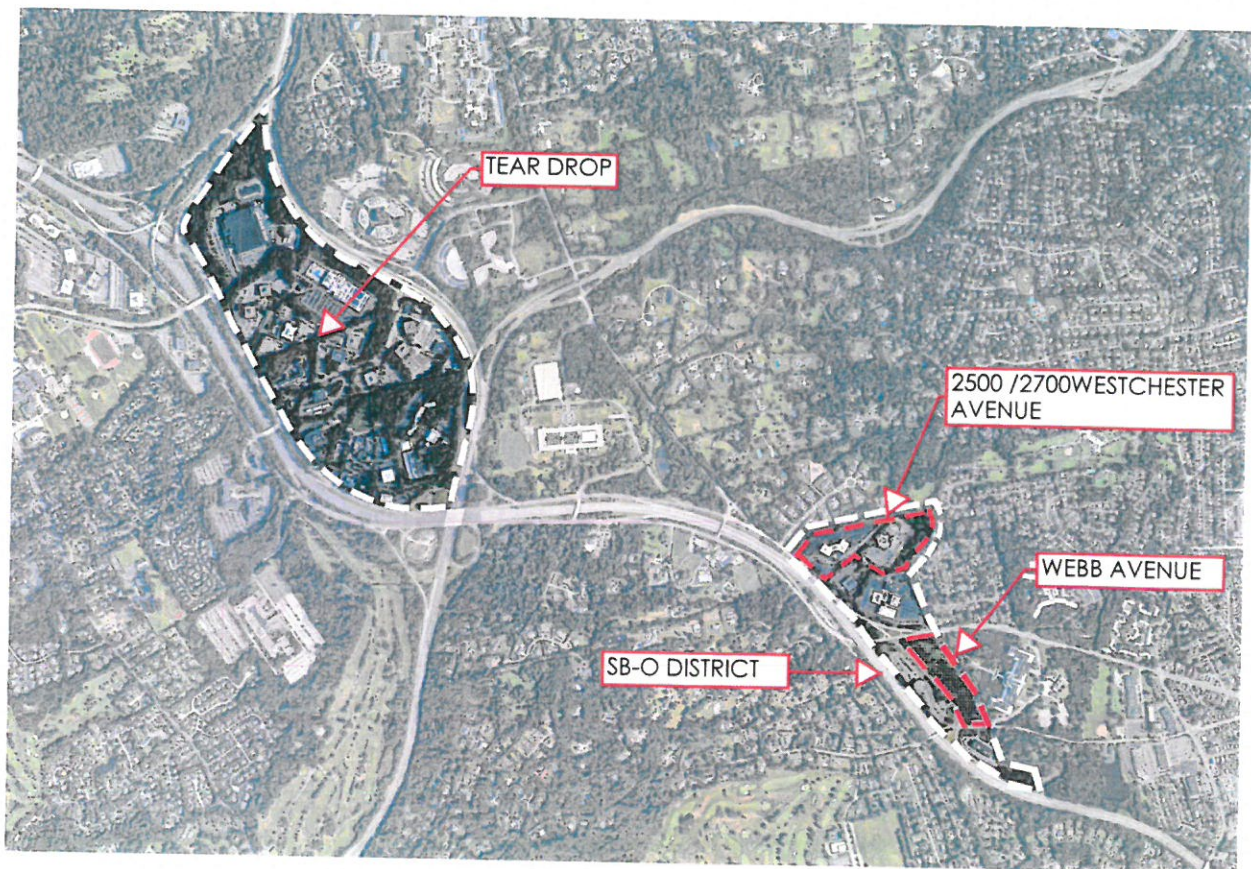 TEAR DROP
2500 /2700WESTCHESTER
AVENUE
WEBB AVENUE
SB-O DISTRICT